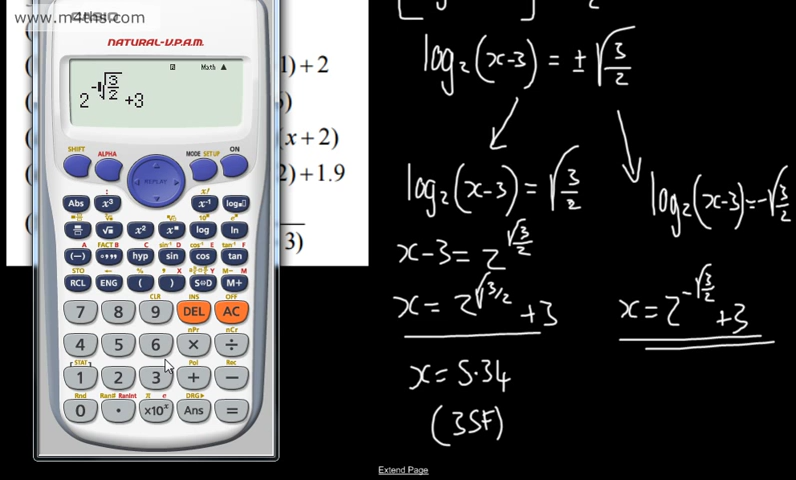 www.m4ths.com
CASIO
NATURAL-V.P.A.M.
Math ▲
2^{-√(3/2)}+3
1)+2
(x+2)
2)+1.9
3)
SHIFT ALPHA MODE SETUP ON
REPLAY
Abs x³ x⁻¹ log
x! 
√ x² x^■ log ln
(−) °,,, hyp sin cos tan
RCL ENG ( ) S⇔D M+
7 8 9 DEL AC
4 5 6 × ÷
1 2 3 + −
0 . ×10ˣ Ans =
log₂(x-3) = ±√(3/2)
log₂(x-3) = √(3/2)
x-3 = 2^{√(3/2)}
x = 2^{√3/2} +3
x = 5.34
(3SF)
log₂(x-3) = -√(3/2)
x = 2^{-√(3/2)} +3
Extend Page